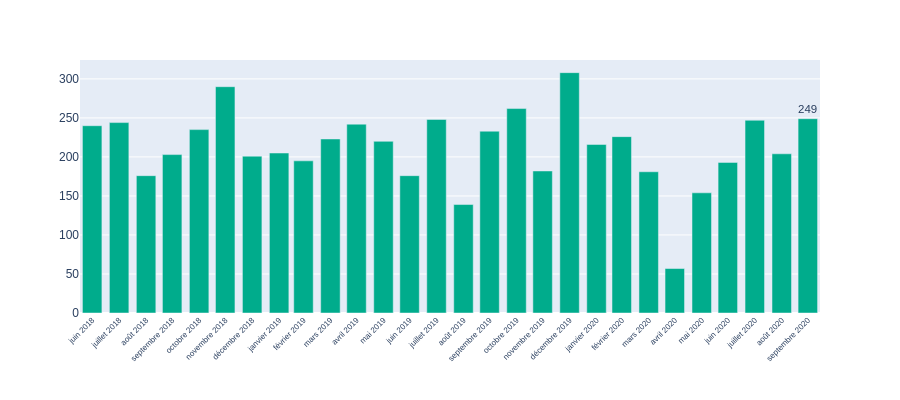 300
250
200
150
100
50
0
249
juin 2018
juillet 2018
août 2018
septembre 2018
octobre 2018
novembre 2018
décembre 2018
janvier 2019
février 2019
mars 2019
avril 2019
mai 2019
juin 2019
juillet 2019
août 2019
septembre 2019
octobre 2019
novembre 2019
décembre 2019
janvier 2020
février 2020
mars 2020
avril 2020
mai 2020
juin 2020
juillet 2020
août 2020
septembre 2020